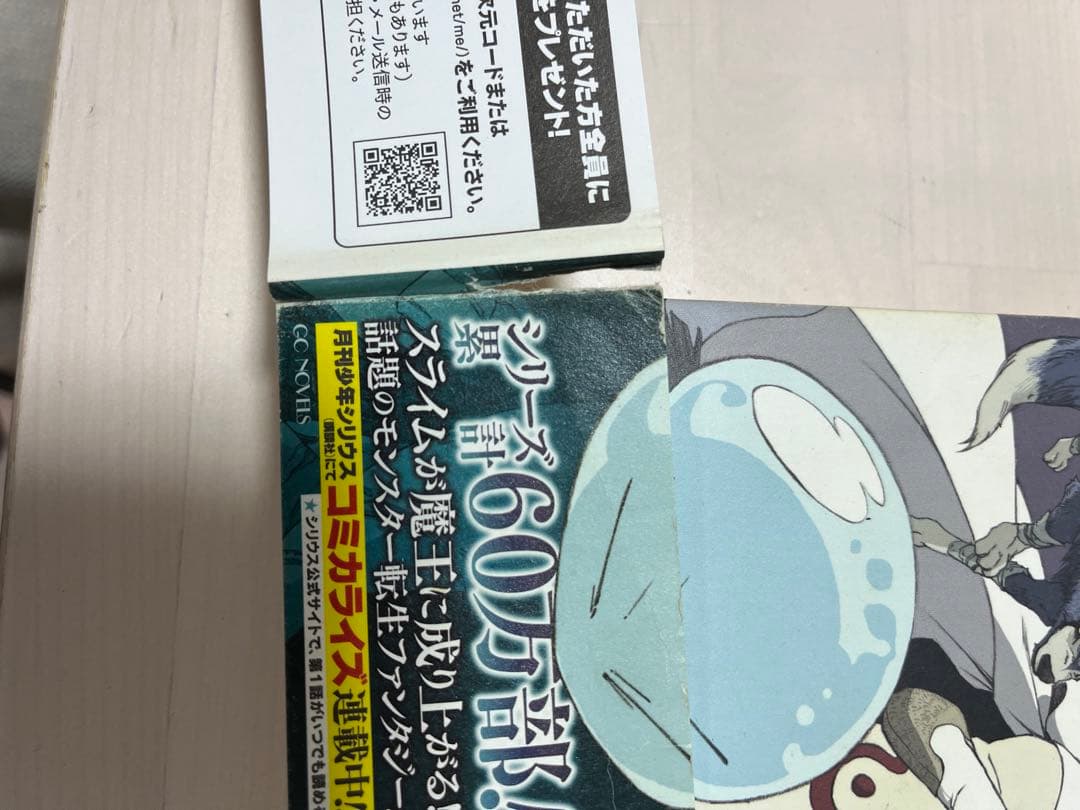 ただいた方全員に
をプレゼント!
次元コードまたは
net/me/)をご利用ください。
います
もあります)
・メール送信時の
担ください。
シリーズ
累計60万部!
スライムが魔王に成り上がる!
話題のモンスター転生ファンタジー
月刊少年シリウス
(講談社)にて
コミカライズ連載中!
★シリウス公式サイトで、第1話がいつでも読め
GC NOVELS